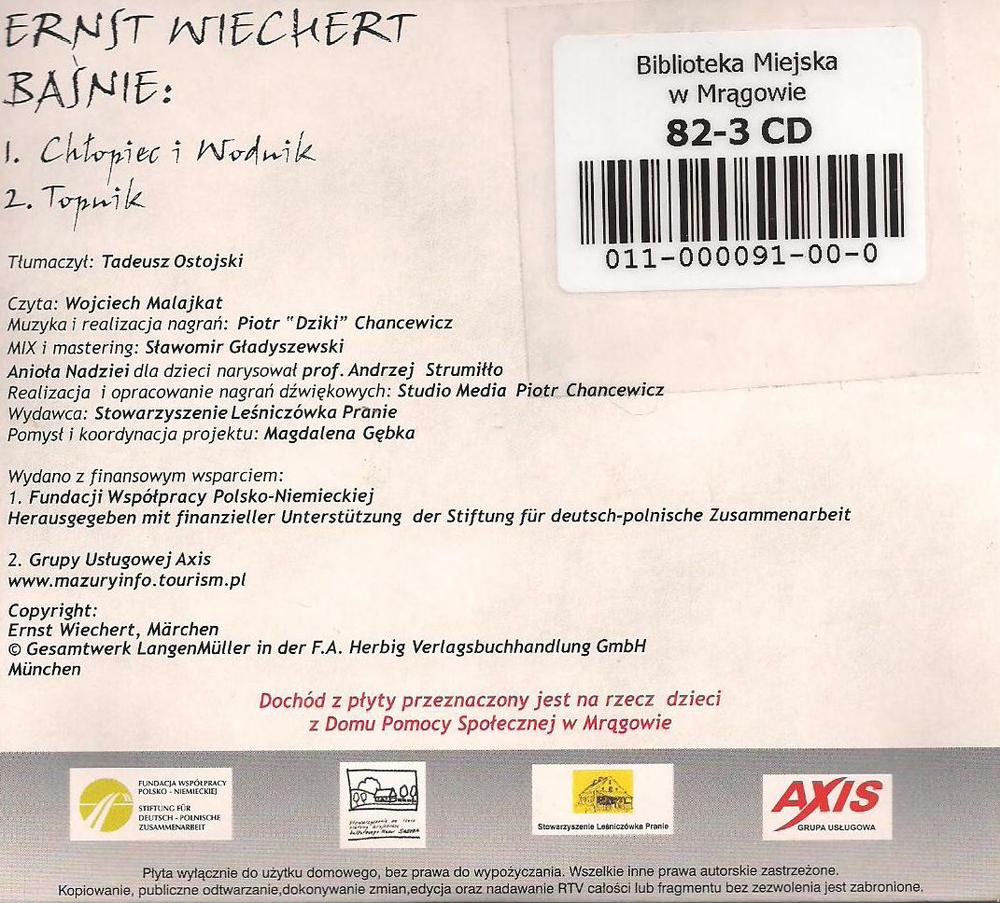 ERNST WIECHERT
BAŚNIE:
1. Chłopiec i Wodnik
2. Topnik
Biblioteka Miejska
w Mrągowie
82-3 CD
011-000091-00-0
Tłumaczył: Tadeusz Ostojski
Czyta: Wojciech Malajkat
Muzyka i realizacja nagrań: Piotr "Dziki" Chancewicz
MIX i mastering: Sławomir Gładyszewski
Anioła Nadziei dla dzieci narysował prof. Andrzej Strumiłło
Realizacja i opracowanie nagrań dźwiękowych: Studio Media Piotr Chancewicz
Wydawca: Stowarzyszenie Leśniczówka Pranie
Pomysł i koordynacja projektu: Magdalena Gębka
Wydano z finansowym wsparciem:
1. Fundacji Współpracy Polsko-Niemieckiej
Herausgegeben mit finanzieller Unterstützung der Stiftung für deutsch-polnische Zusammenarbeit
2. Grupy Usługowej Axis
www.mazuryinfo.tourism.pl
Copyright:
Ernst Wiechert, Märchen
© Gesamtwerk LangenMüller in der F.A. Herbig Verlagsbuchhandlung GmbH
München
Dochód z płyty przeznaczony jest na rzecz dzieci
z Domu Pomocy Społecznej w Mrągowie
FUNDACJA WSPÓŁPRACY
POLSKO - NIEMIECKIEJ
STIFTUNG FÜR
DEUTSCH - POLNISCHE
ZUSAMMENARBEIT
Stowarzyszenie Leśniczówka Pranie
AXIS
GRUPA USŁUGOWA
Płyta wyłącznie do użytku domowego, bez prawa do wypożyczania. Wszelkie inne prawa autorskie zastrzeżone.
Kopiowanie, publiczne odtwarzanie,dokonywanie zmian,edycja oraz nadawanie RTV całości lub fragmentu bez zezwolenia jest zabronione.